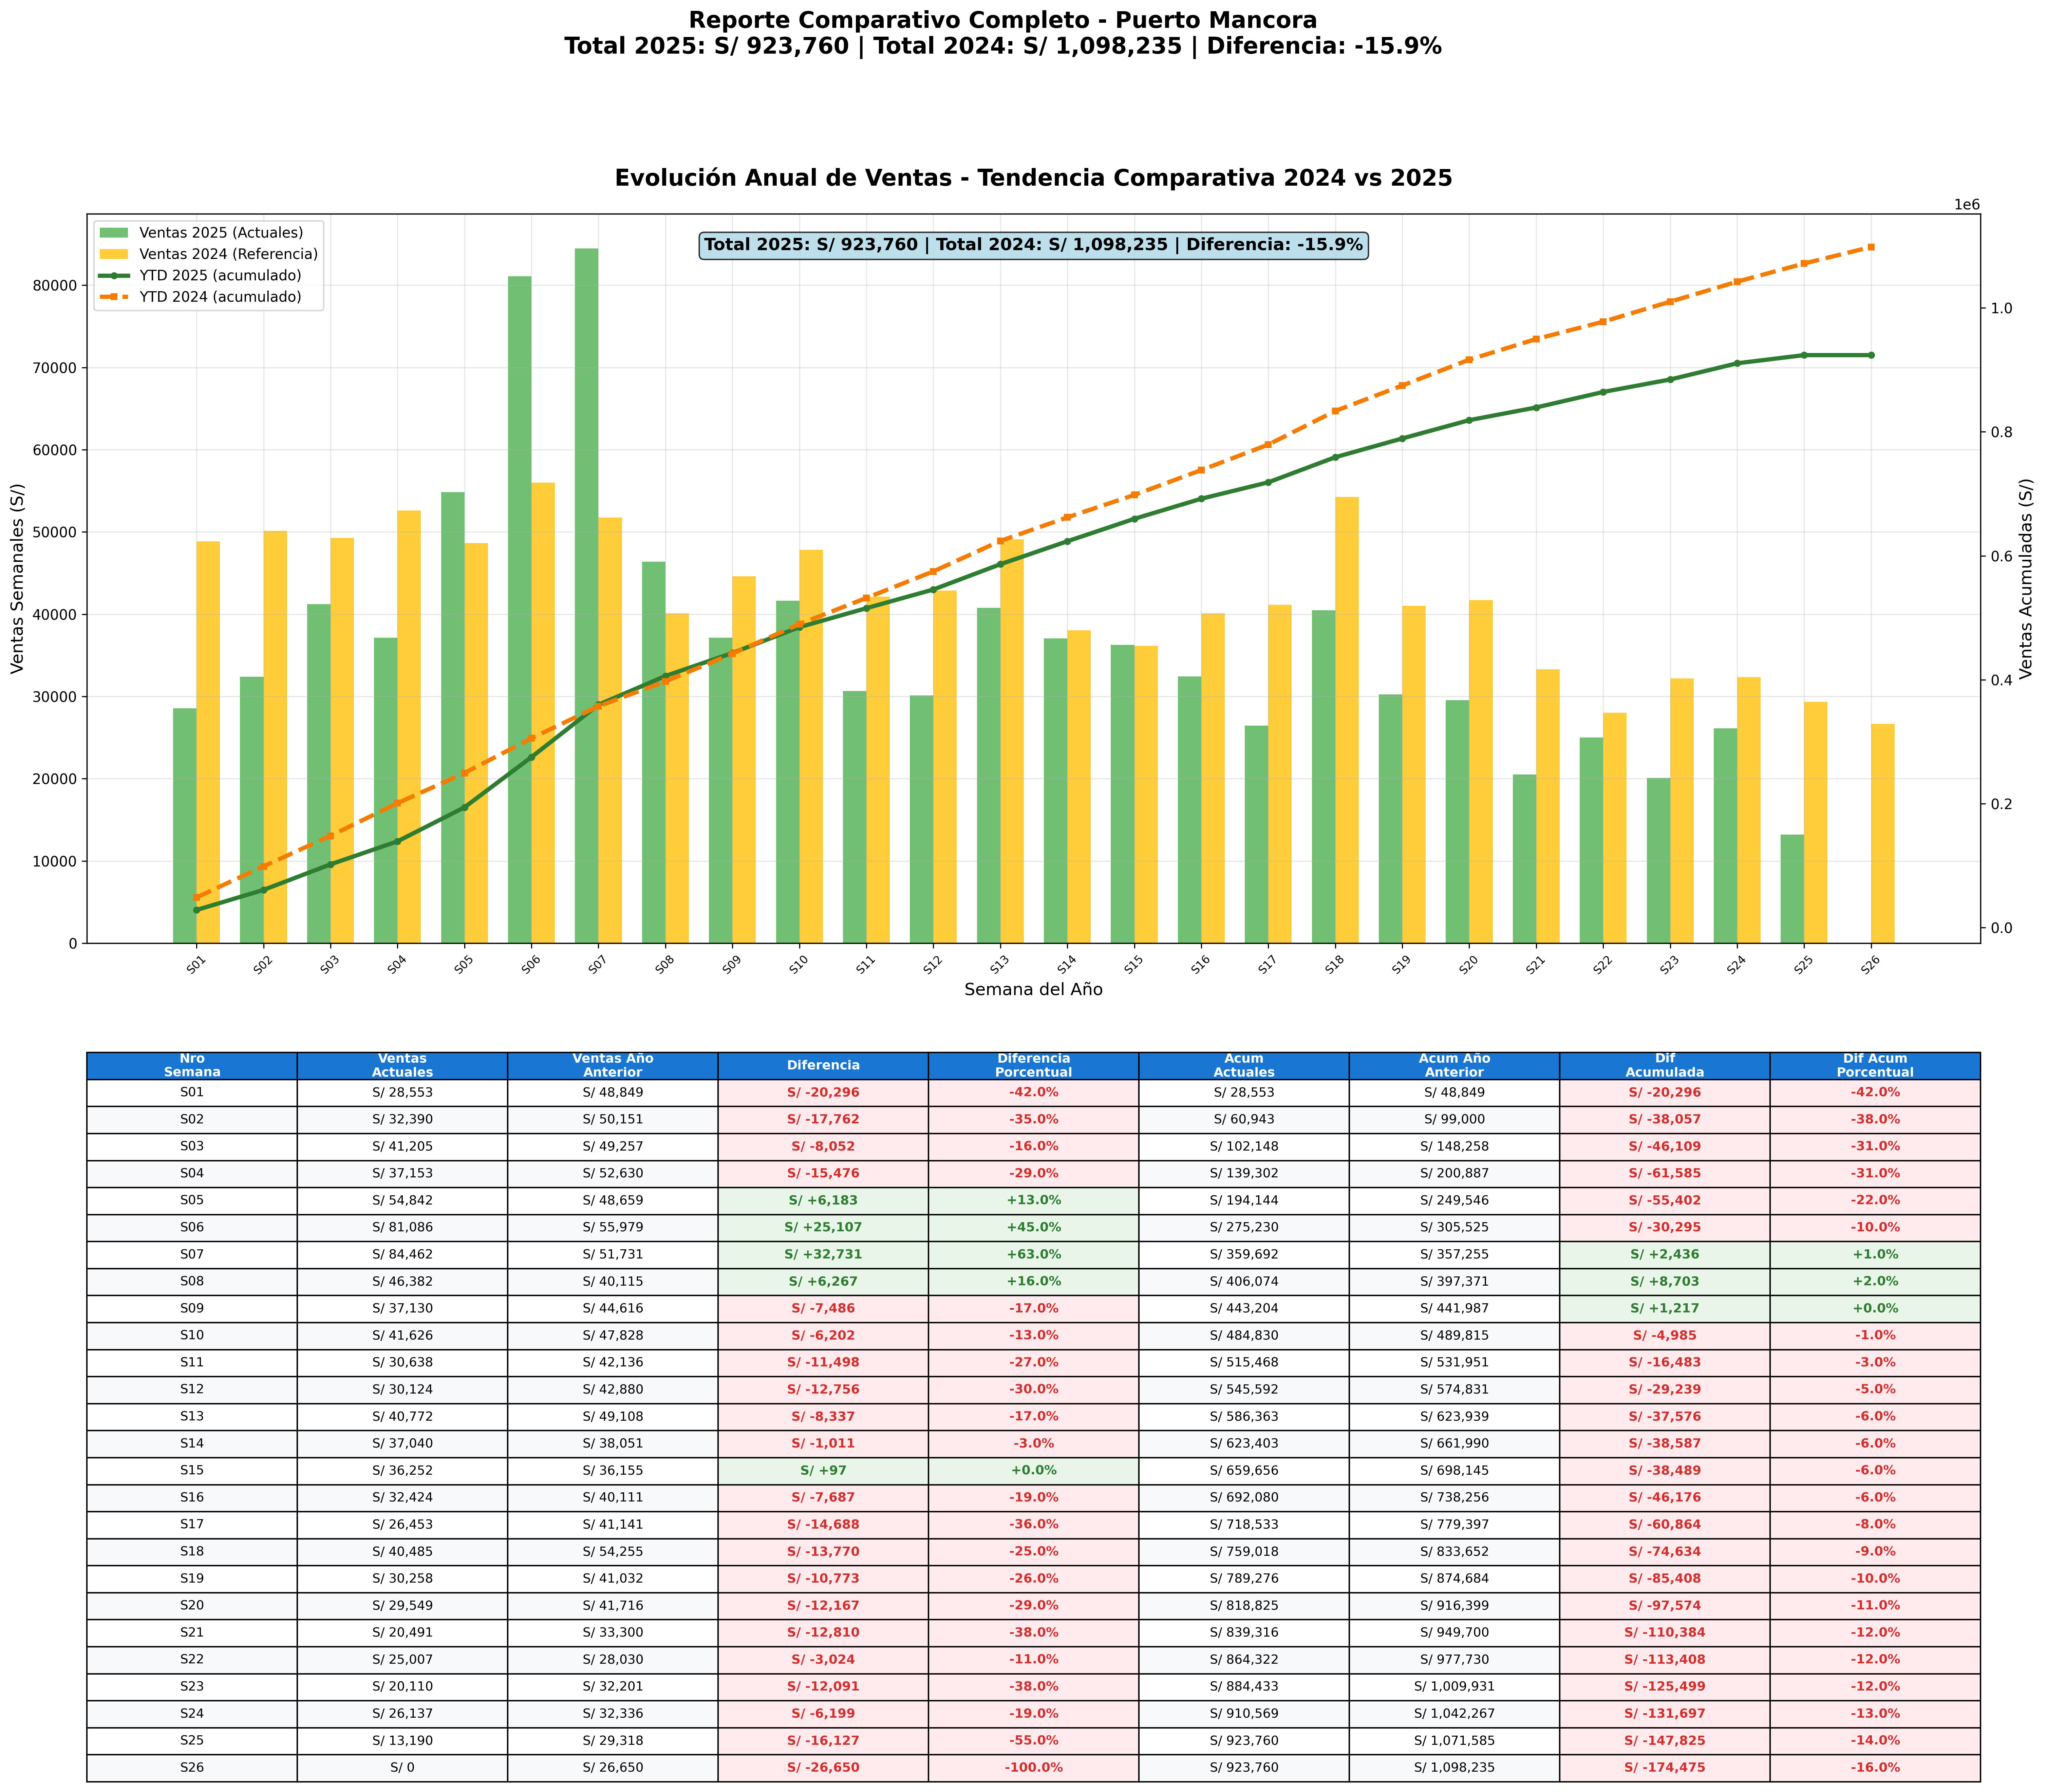 Reporte Comparativo Completo - Puerto Mancora
Total 2025: S/ 923,760 | Total 2024: S/ 1,098,235 | Diferencia: -15.9%
Evolución Anual de Ventas - Tendencia Comparativa 2024 vs 2025
1e6
Ventas 2025 (Actuales)
Ventas 2024 (Referencia)
YTD 2025 (acumulado)
YTD 2024 (acumulado)
Total 2025: S/ 923,760 | Total 2024: S/ 1,098,235 | Diferencia: -15.9%
Ventas Semanales (S/)
80000
70000
60000
50000
40000
30000
20000
10000
0
Ventas Acumuladas (S/)
1.0
0.8
0.6
0.4
0.2
0.0
S01 S02 S03 S04 S05 S06 S07 S08 S09 S10 S11 S12 S13 S14 S15 S16 S17 S18 S19 S20 S21 S22 S23 S24 S25 S26
Semana del Año
Nro Semana | Ventas Actuales | Ventas Año Anterior | Diferencia | Diferencia Porcentual | Acum Actuales | Acum Año Anterior | Dif Acumulada | Dif Acum Porcentual
S01 S/ 28,553 S/ 48,849 S/ -20,296 -42.0% S/ 28,553 S/ 48,849 S/ -20,296 -42.0%
S02 S/ 32,390 S/ 50,151 S/ -17,762 -35.0% S/ 60,943 S/ 99,000 S/ -38,057 -38.0%
S03 S/ 41,205 S/ 49,257 S/ -8,052 -16.0% S/ 102,148 S/ 148,258 S/ -46,109 -31.0%
S04 S/ 37,153 S/ 52,630 S/ -15,476 -29.0% S/ 139,302 S/ 200,887 S/ -61,585 -31.0%
S05 S/ 54,842 S/ 48,659 S/ +6,183 +13.0% S/ 194,144 S/ 249,546 S/ -55,402 -22.0%
S06 S/ 81,086 S/ 55,979 S/ +25,107 +45.0% S/ 275,230 S/ 305,525 S/ -30,295 -10.0%
S07 S/ 84,462 S/ 51,731 S/ +32,731 +63.0% S/ 359,692 S/ 357,255 S/ +2,436 +1.0%
S08 S/ 46,382 S/ 40,115 S/ +6,267 +16.0% S/ 406,074 S/ 397,371 S/ +8,703 +2.0%
S09 S/ 37,130 S/ 44,616 S/ -7,486 -17.0% S/ 443,204 S/ 441,987 S/ +1,217 +0.0%
S10 S/ 41,626 S/ 47,828 S/ -6,202 -13.0% S/ 484,830 S/ 489,815 S/ -4,985 -1.0%
S11 S/ 30,638 S/ 42,136 S/ -11,498 -27.0% S/ 515,468 S/ 531,951 S/ -16,483 -3.0%
S12 S/ 30,124 S/ 42,880 S/ -12,756 -30.0% S/ 545,592 S/ 574,831 S/ -29,239 -5.0%
S13 S/ 40,772 S/ 49,108 S/ -8,337 -17.0% S/ 586,363 S/ 623,939 S/ -37,576 -6.0%
S14 S/ 37,040 S/ 38,051 S/ -1,011 -3.0% S/ 623,403 S/ 661,990 S/ -38,587 -6.0%
S15 S/ 36,252 S/ 36,155 S/ +97 +0.0% S/ 659,656 S/ 698,145 S/ -38,489 -6.0%
S16 S/ 32,424 S/ 40,111 S/ -7,687 -19.0% S/ 692,080 S/ 738,256 S/ -46,176 -6.0%
S17 S/ 26,453 S/ 41,141 S/ -14,688 -36.0% S/ 718,533 S/ 779,397 S/ -60,864 -8.0%
S18 S/ 40,485 S/ 54,255 S/ -13,770 -25.0% S/ 759,018 S/ 833,652 S/ -74,634 -9.0%
S19 S/ 30,258 S/ 41,032 S/ -10,773 -26.0% S/ 789,276 S/ 874,684 S/ -85,408 -10.0%
S20 S/ 29,549 S/ 41,716 S/ -12,167 -29.0% S/ 818,825 S/ 916,399 S/ -97,574 -11.0%
S21 S/ 20,491 S/ 33,300 S/ -12,810 -38.0% S/ 839,316 S/ 949,700 S/ -110,384 -12.0%
S22 S/ 25,007 S/ 28,030 S/ -3,024 -11.0% S/ 864,322 S/ 977,730 S/ -113,408 -12.0%
S23 S/ 20,110 S/ 32,201 S/ -12,091 -38.0% S/ 884,433 S/ 1,009,931 S/ -125,499 -12.0%
S24 S/ 26,137 S/ 32,336 S/ -6,199 -19.0% S/ 910,569 S/ 1,042,267 S/ -131,697 -13.0%
S25 S/ 13,190 S/ 29,318 S/ -16,127 -55.0% S/ 923,760 S/ 1,071,585 S/ -147,825 -14.0%
S26 S/ 0 S/ 26,650 S/ -26,650 -100.0% S/ 923,760 S/ 1,098,235 S/ -174,475 -16.0%